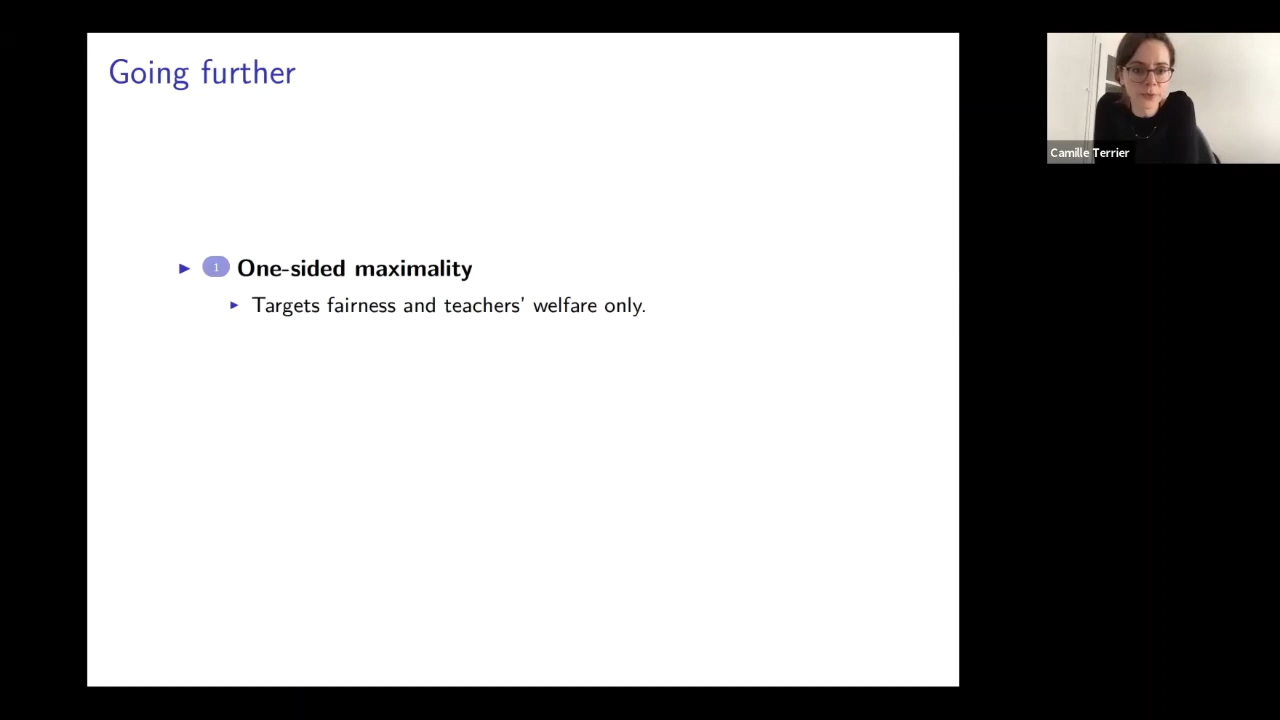 Going further
Camille Terrier
▶ 1 One-sided maximality
▶ Targets fairness and teachers' welfare only.